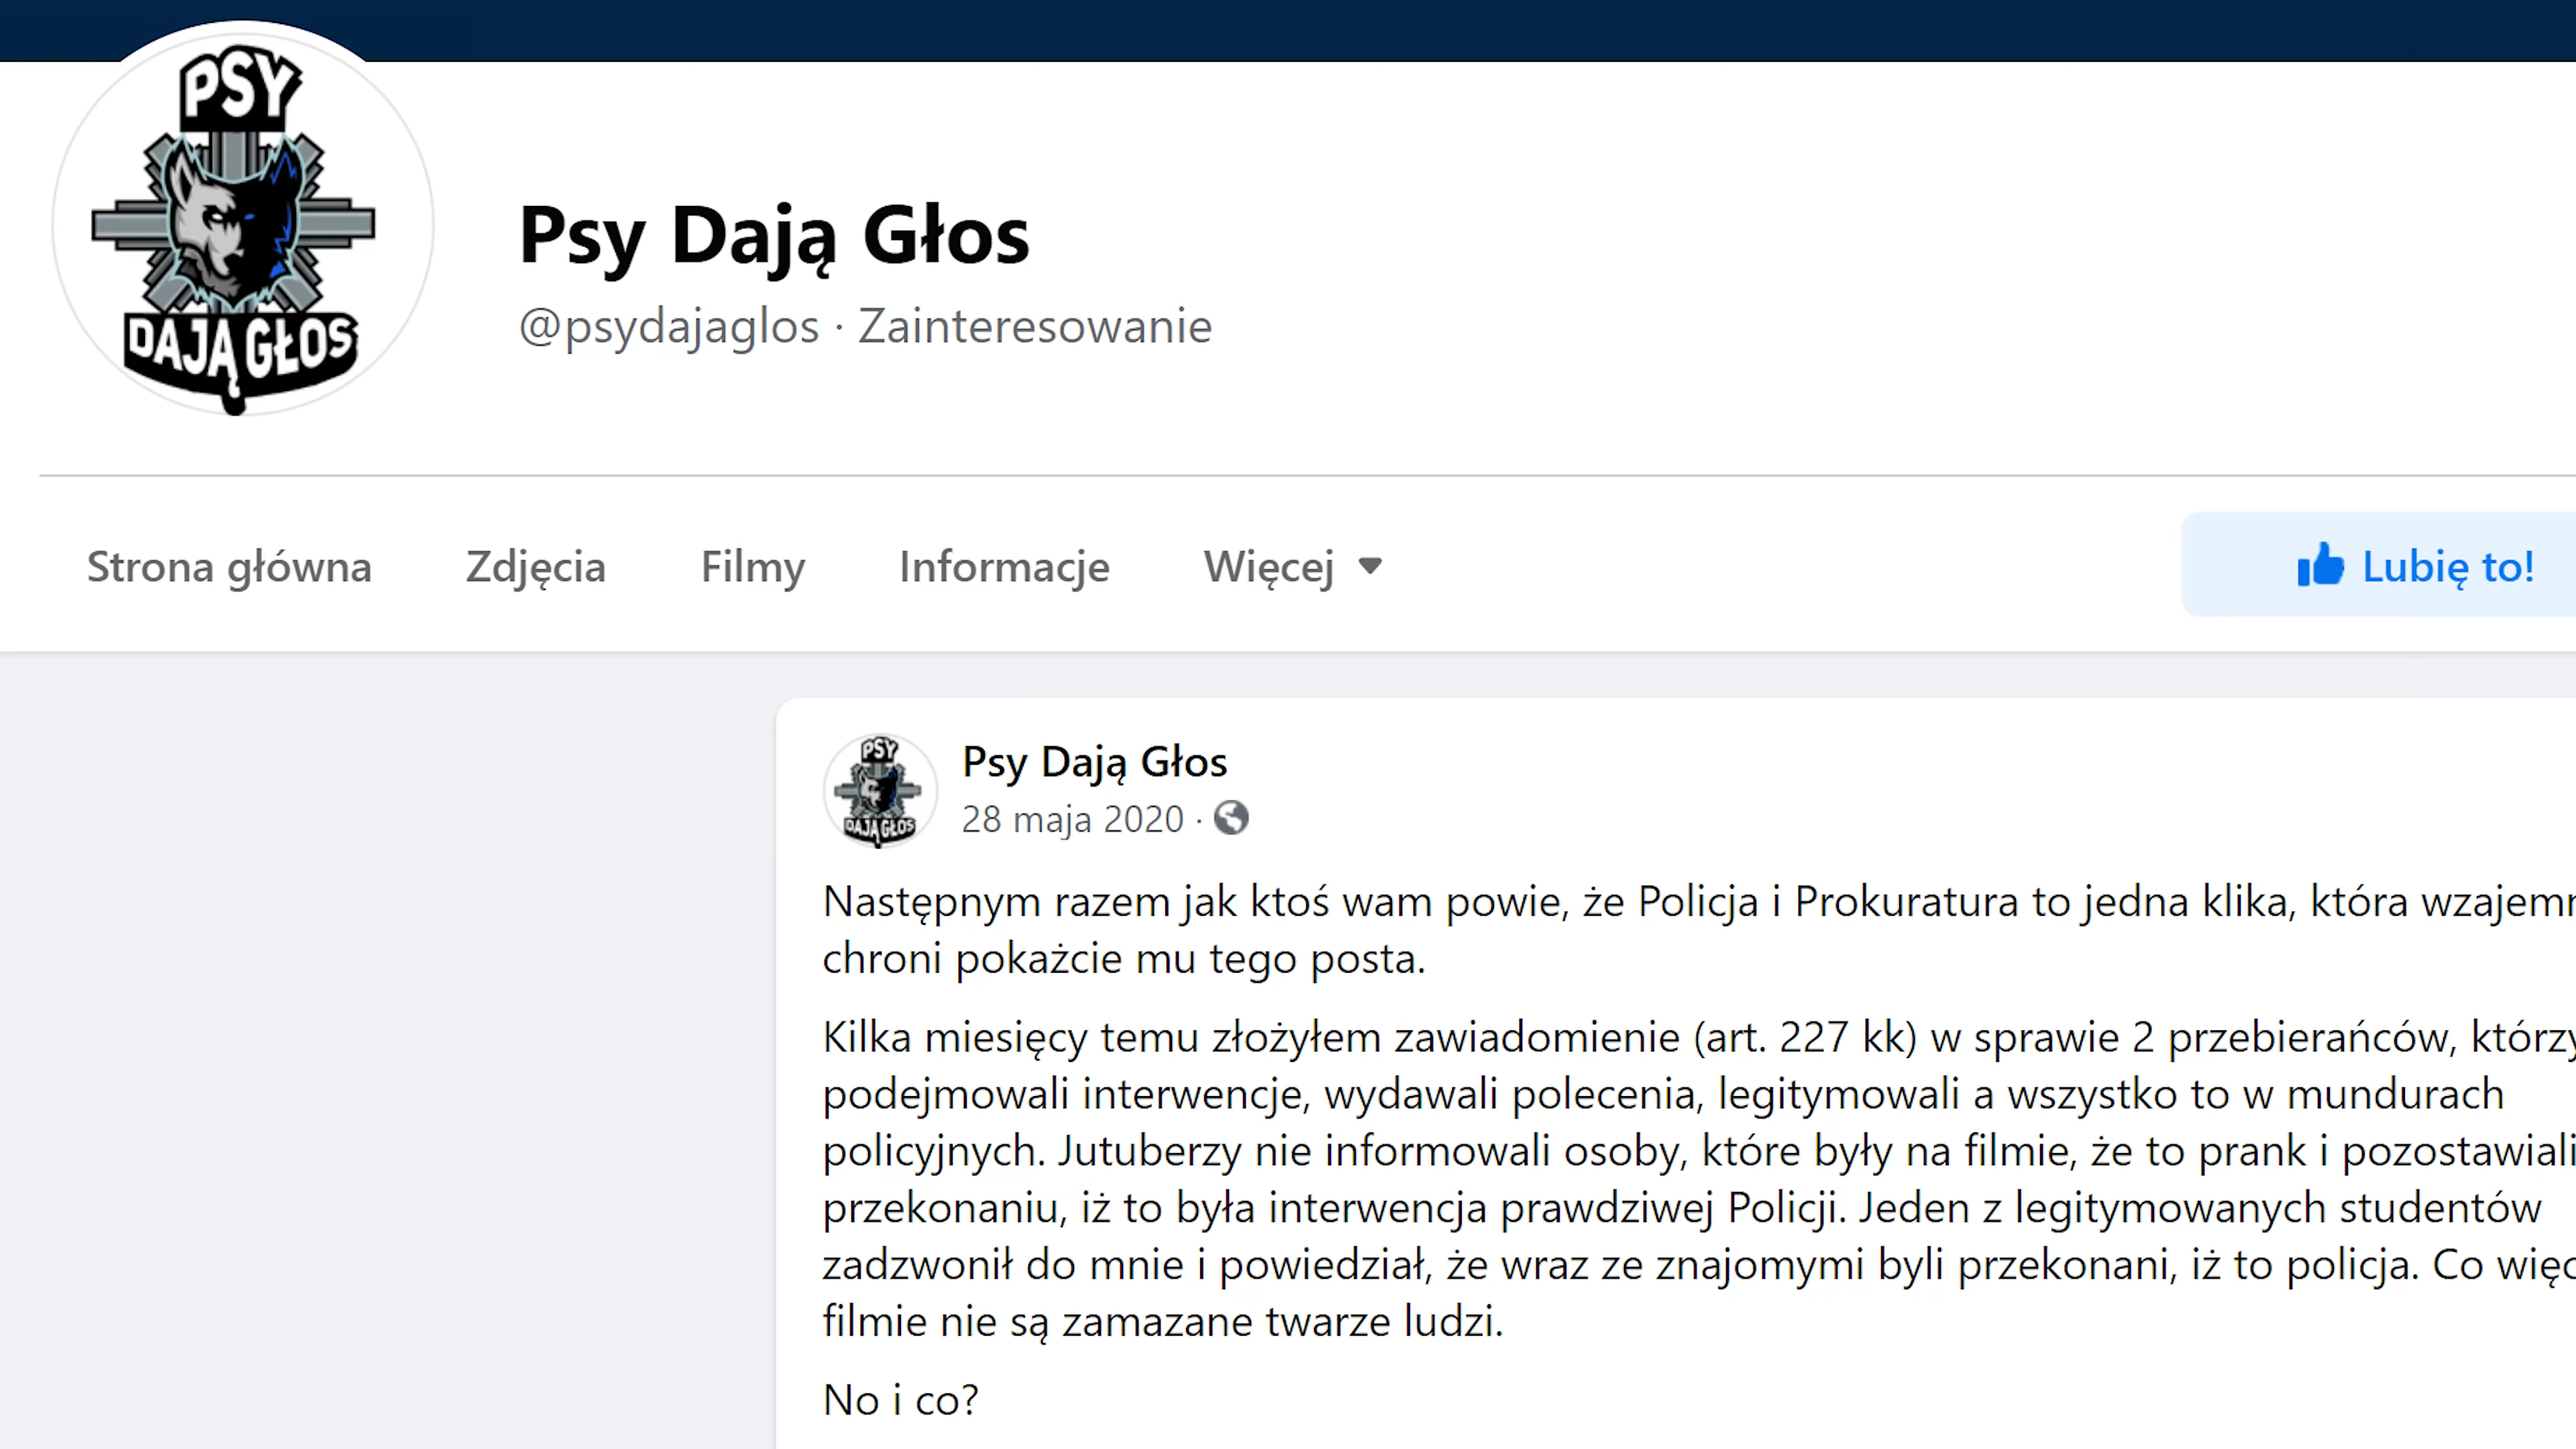 PSY
DAJĄ GŁOS
Psy Dają Głos
@psydajaglos · Zainteresowanie
Strona główna Zdjęcia Filmy Informacje Więcej Lubię to!
PSY
DAJĄ GŁOS
Psy Dają Głos
28 maja 2020 ·
Następnym razem jak ktoś wam powie, że Policja i Prokuratura to jedna klika, która
chroni pokażcie mu tego posta.
Kilka miesięcy temu złożyłem zawiadomienie (art. 227 kk) w sprawie 2 przebierańców, którzy
podejmowali interwencje, wydawali polecenia, legitymowali a wszystko to w mundurach
policyjnych. Jutuberzy nie informowali osoby, które były na filmie, że to prank i pozostawiali
przekonaniu, iż to była interwencja prawdziwej Policji. Jeden z legitymowanych studentów
zadzwonił do mnie i powiedział, że wraz ze znajomymi byli przekonani, iż to policja. Co
filmie nie są zamazane twarze ludzi.
No i co?